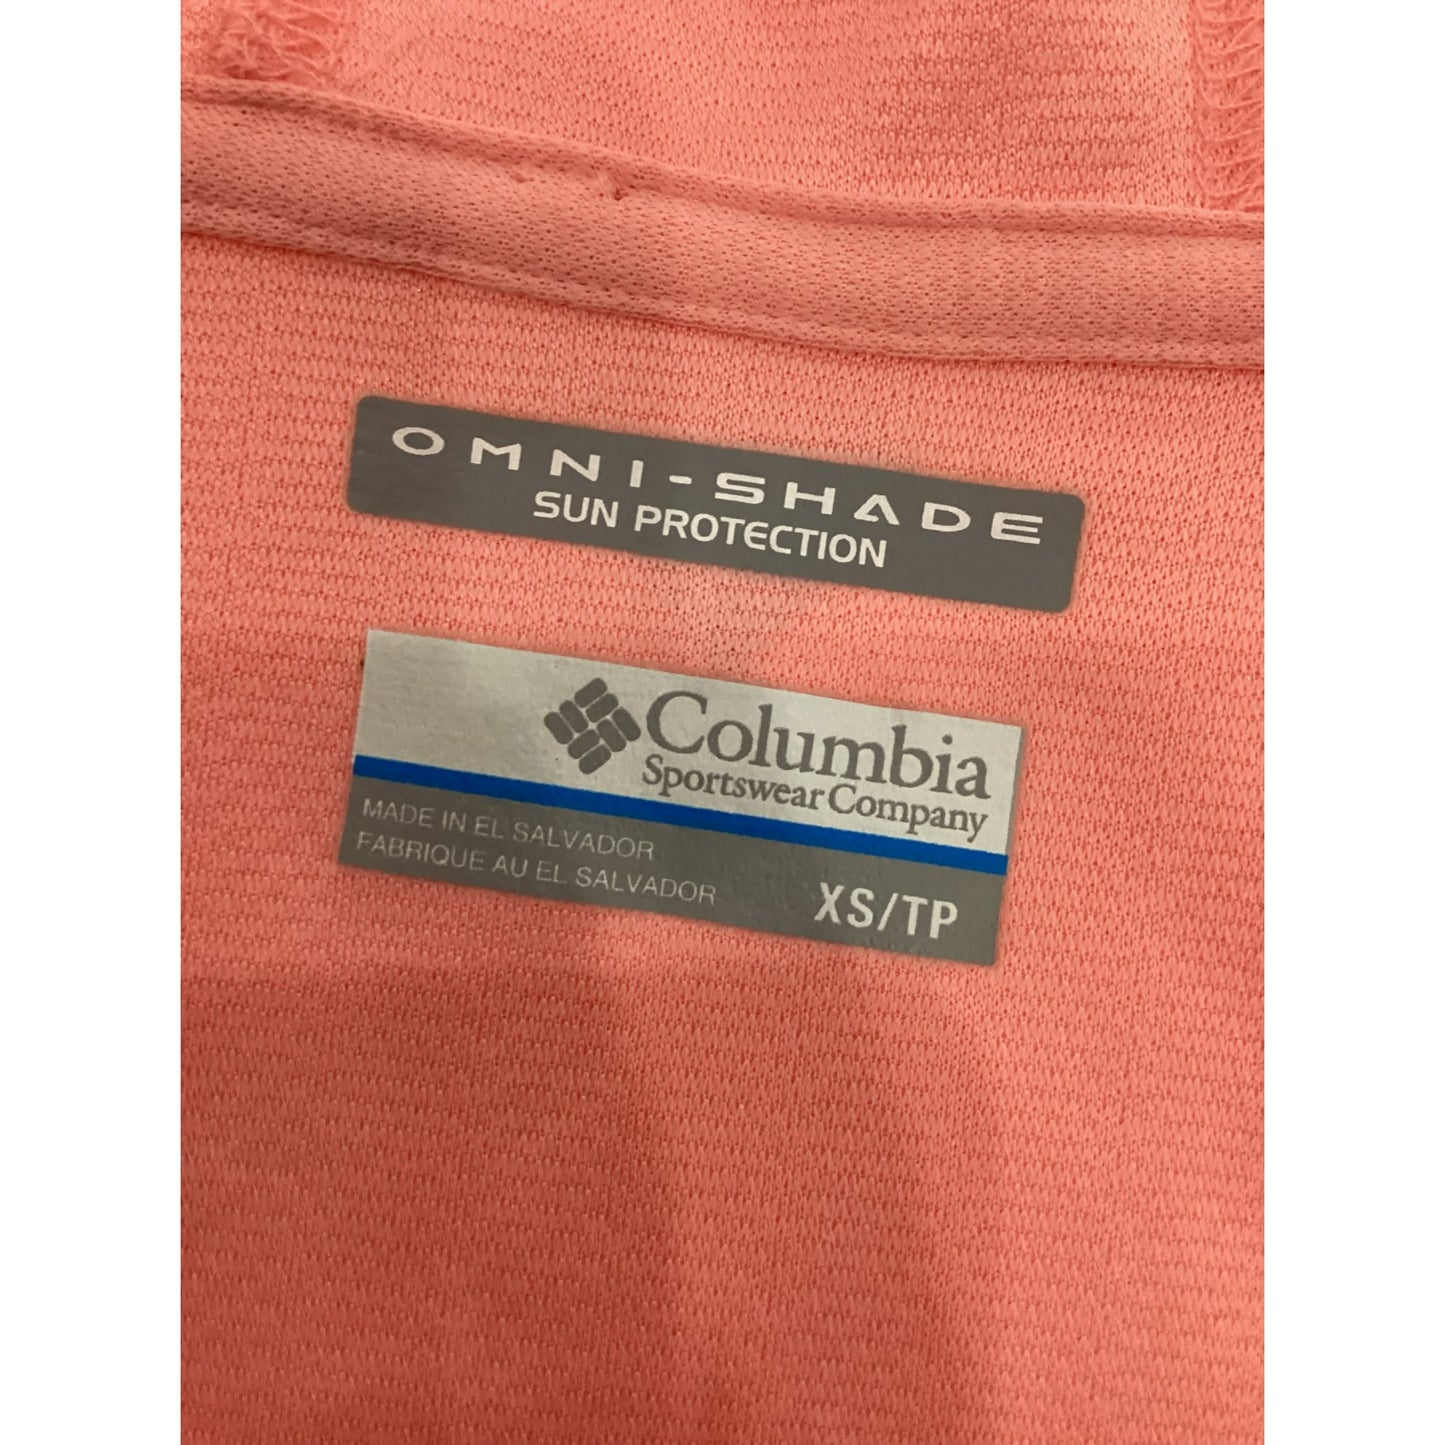 OMNI-SHADE
SUN PROTECTION
Columbia
Sportswear Company
MADE IN EL SALVADOR
FABRIQUE AU EL SALVADOR
XS/TP